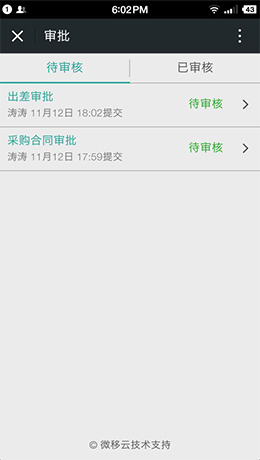 1 6:02PM 43
审批
待审核 已审核
出差审批
涛涛 11月12日 18:02提交 待审核
采购合同审批
涛涛 11月12日 17:59提交 待审核
© 微移云技术支持